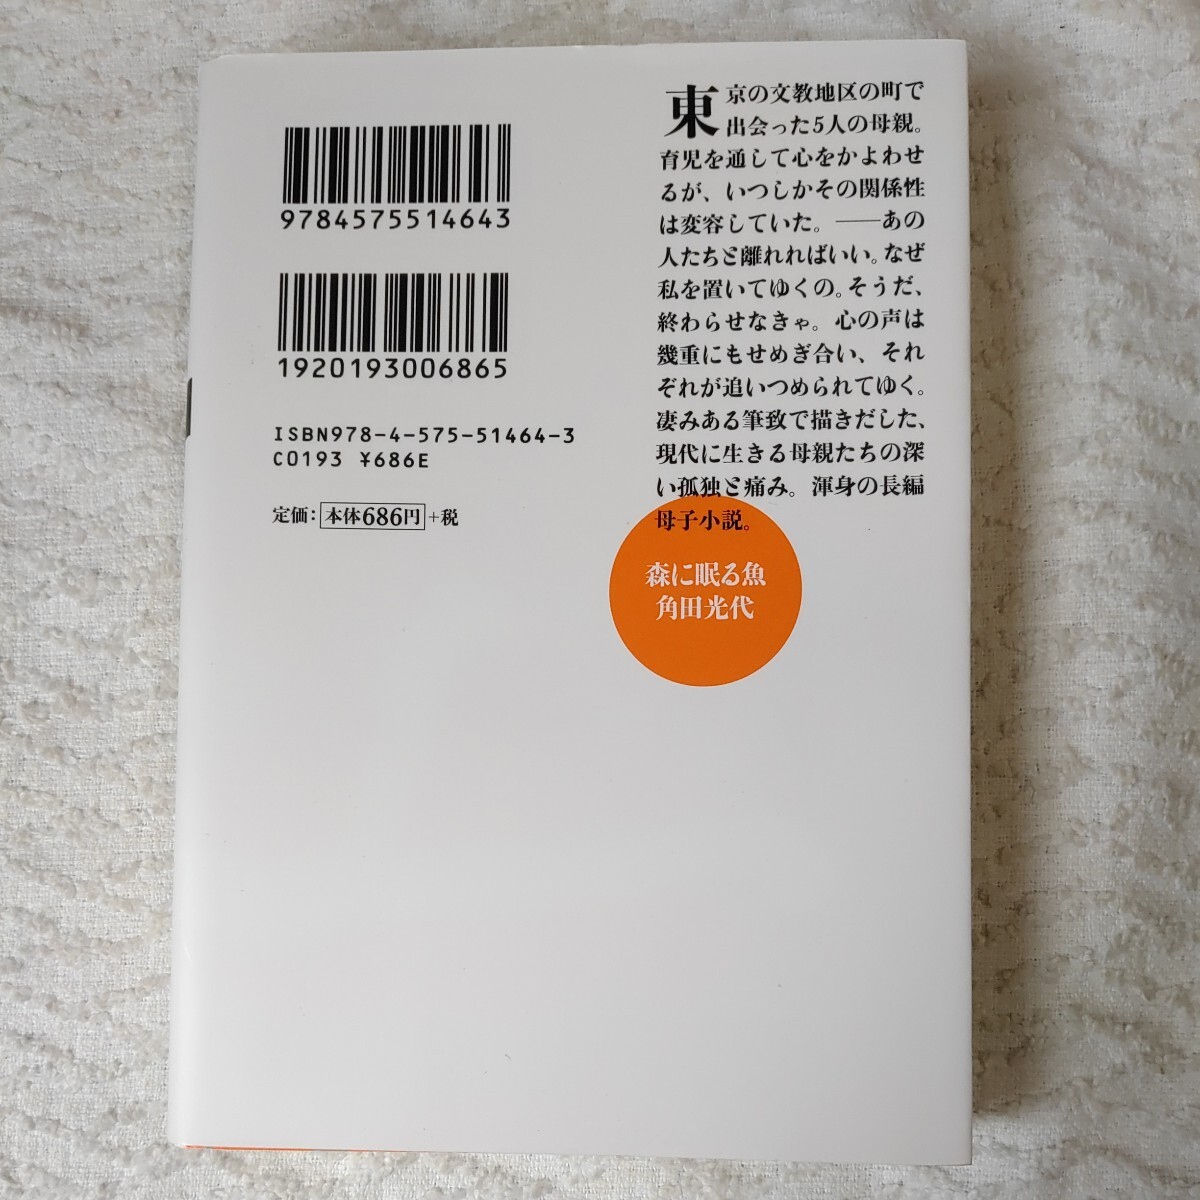 9784575514643
1920193006865
ISBN978-4-575-51464-3
C0193 ¥686E
定価：本体686円+税
東京の文教地区の町で
出会った5人の母親。
育児を通して心をかよわせ
るが、いつしかその関係性
は変容していた。――あの
人たちと離れればいい。なぜ
私を置いてゆくの。そうだ、
終わらせなきゃ。心の声は
幾重にもせめぎ合い、それ
ぞれが追いつめられてゆく。
凄みある筆致で描きだした、
現代に生きる母親たちの深
い孤独と痛み。渾身の長編
母子小説。
森に眠る魚
角田光代